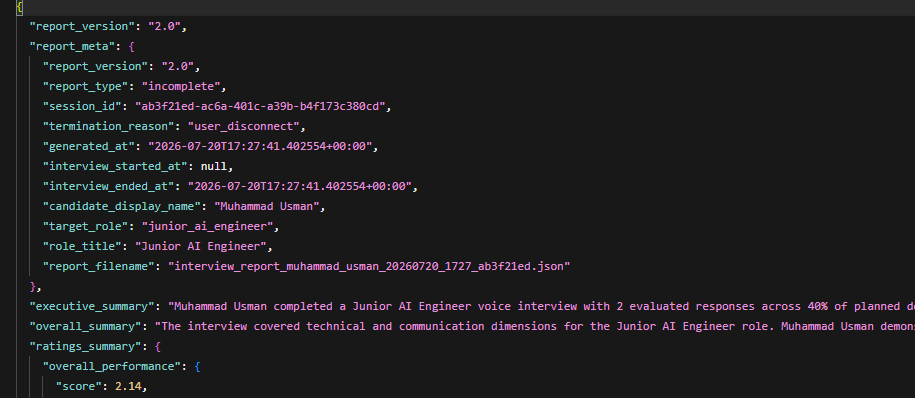 {
"report_version": "2.0",
"report_meta": {
"report_version": "2.0",
"report_type": "incomplete",
"session_id": "ab3f21ed-ac6a-401c-a39b-b4f173c380cd",
"termination_reason": "user_disconnect",
"generated_at": "2026-07-20T17:27:41.402554+00:00",
"interview_started_at": null,
"interview_ended_at": "2026-07-20T17:27:41.402554+00:00",
"candidate_display_name": "Muhammad Usman",
"target_role": "junior_ai_engineer",
"role_title": "Junior AI Engineer",
"report_filename": "interview_report_muhammad_usman_20260720_1727_ab3f21ed.json"
},
"executive_summary": "Muhammad Usman completed a Junior AI Engineer voice interview with 2 evaluated responses across 40% of planned d
"overall_summary": "The interview covered technical and communication dimensions for the Junior AI Engineer role. Muhammad Usman demon
"ratings_summary": {
"overall_performance": {
"score": 2.14,